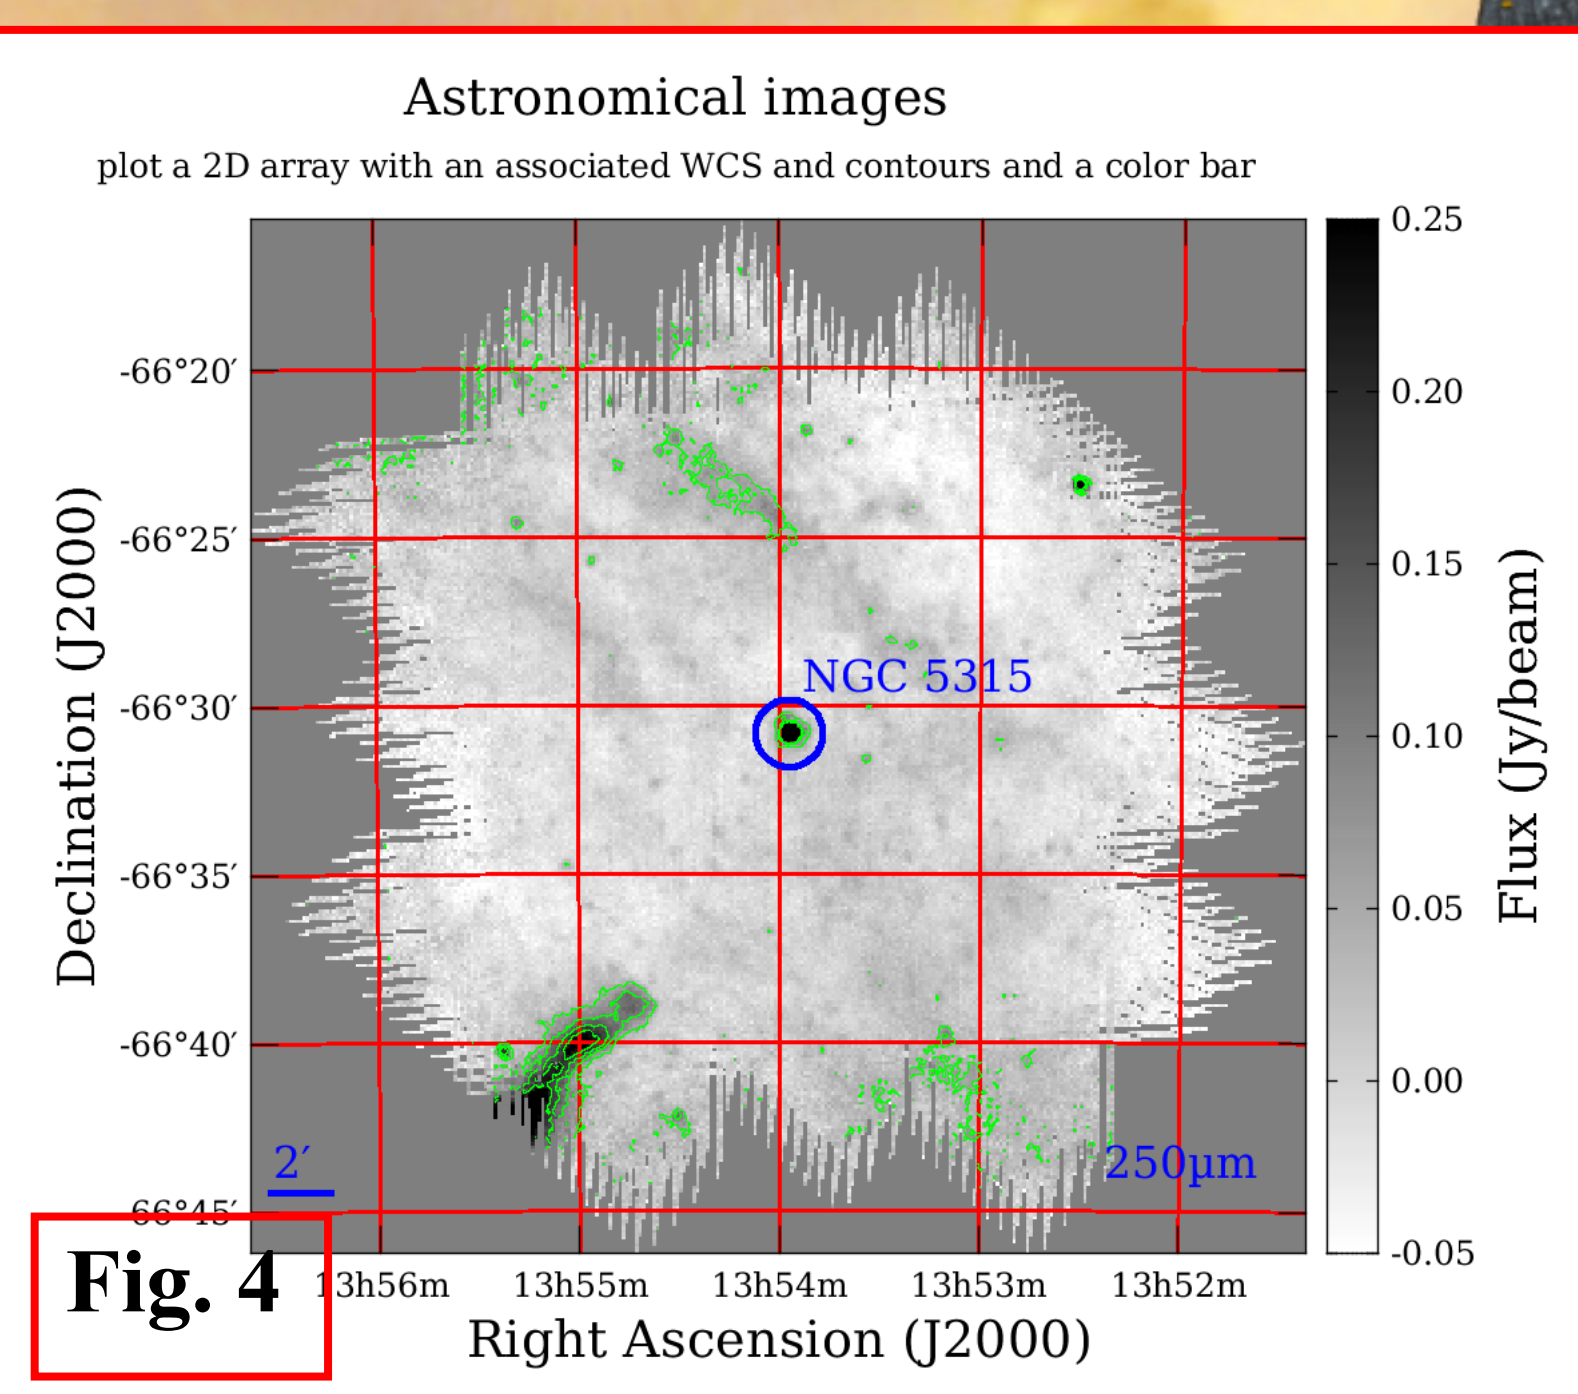 Astronomical images
plot a 2D array with an associated WCS and contours and a color bar
0.25
0.20
0.15
0.10
0.05
0.00
-0.05
Flux (Jy/beam)
-66°20′
-66°25′
-66°30′
-66°35′
-66°40′
66°45′
Declination (J2000)
NGC 5315
2′
250µm
13h56m
13h55m
13h54m
13h53m
13h52m
Right Ascension (J2000)
Fig. 4